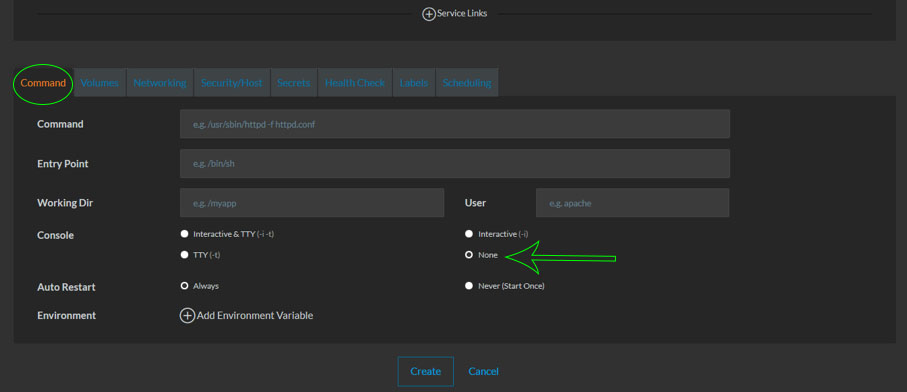 Service Links
Command Volumes Networking Security/Host Secrets Health Check Labels Scheduling
Command e.g. /usr/sbin/httpd -f httpd.conf
Entry Point e.g. /bin/sh
Working Dir e.g. /myapp User e.g. apache
Console Interactive & TTY (-i -t) Interactive (-i)
TTY (-t) None
Auto Restart Always Never (Start Once)
Environment Add Environment Variable
Create Cancel